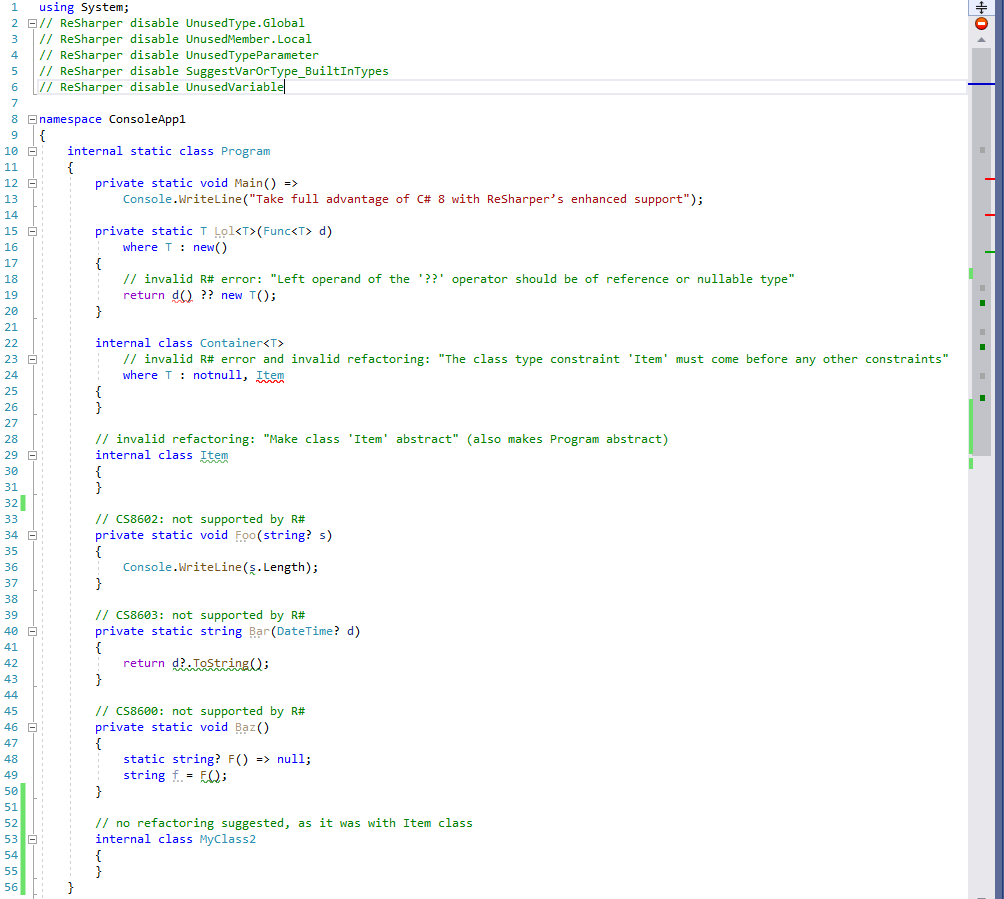 1 using System;
2 // ReSharper disable UnusedType.Global
3 // ReSharper disable UnusedMember.Local
4 // ReSharper disable UnusedTypeParameter
5 // ReSharper disable SuggestVarOrType_BuiltInTypes
6 // ReSharper disable UnusedVariable
7
8 namespace ConsoleApp1
9 {
10 internal static class Program
11 {
12 private static void Main() =>
13 Console.WriteLine("Take full advantage of C# 8 with ReSharper’s enhanced support");
14
15 private static T Lol<T>(Func<T> d)
16 where T : new()
17 {
18 // invalid R# error: "Left operand of the '??' operator should be of reference or nullable type"
19 return d() ?? new T();
20 }
21
22 internal class Container<T>
23 // invalid R# error and invalid refactoring: "The class type constraint 'Item' must come before any other constraints"
24 where T : notnull, Item
25 {
26 }
27
28 // invalid refactoring: "Make class 'Item' abstract" (also makes Program abstract)
29 internal class Item
30 {
31 }
32
33 // CS8602: not supported by R#
34 private static void Foo(string? s)
35 {
36 Console.WriteLine(s.Length);
37 }
38
39 // CS8603: not supported by R#
40 private static string Bar(DateTime? d)
41 {
42 return d?.ToString();
43 }
44
45 // CS8600: not supported by R#
46 private static void Baz()
47 {
48 static string? F() => null;
49 string f = F();
50 }
51
52 // no refactoring suggested, as it was with Item class
53 internal class MyClass2
54 {
55 }
56 }